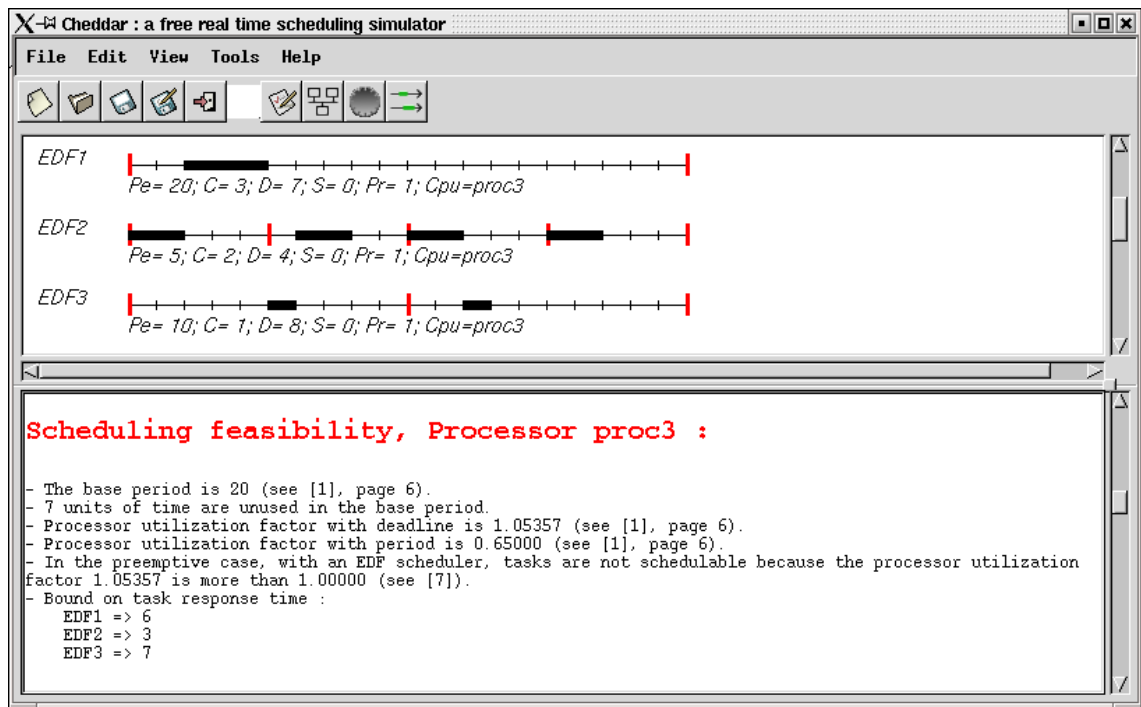 Cheddar : a free real time scheduling simulator
File Edit View Tools Help
EDF1
Pe= 20; C= 3; D= 7; S= 0; Pr= 1; Cpu=proc3
EDF2
Pe= 5; C= 2; D= 4; S= 0; Pr= 1; Cpu=proc3
EDF3
Pe= 10; C= 1; D= 8; S= 0; Pr= 1; Cpu=proc3
Scheduling feasibility, Processor proc3 :
- The base period is 20 (see [1], page 6).
- 7 units of time are unused in the base period.
- Processor utilization factor with deadline is 1.05357 (see [1], page 6).
- Processor utilization factor with period is 0.65000 (see [1], page 6).
- In the preemptive case, with an EDF scheduler, tasks are not schedulable because the processor utilization
factor 1.05357 is more than 1.00000 (see [7]).
- Bound on task response time :
EDF1 => 6
EDF2 => 3
EDF3 => 7